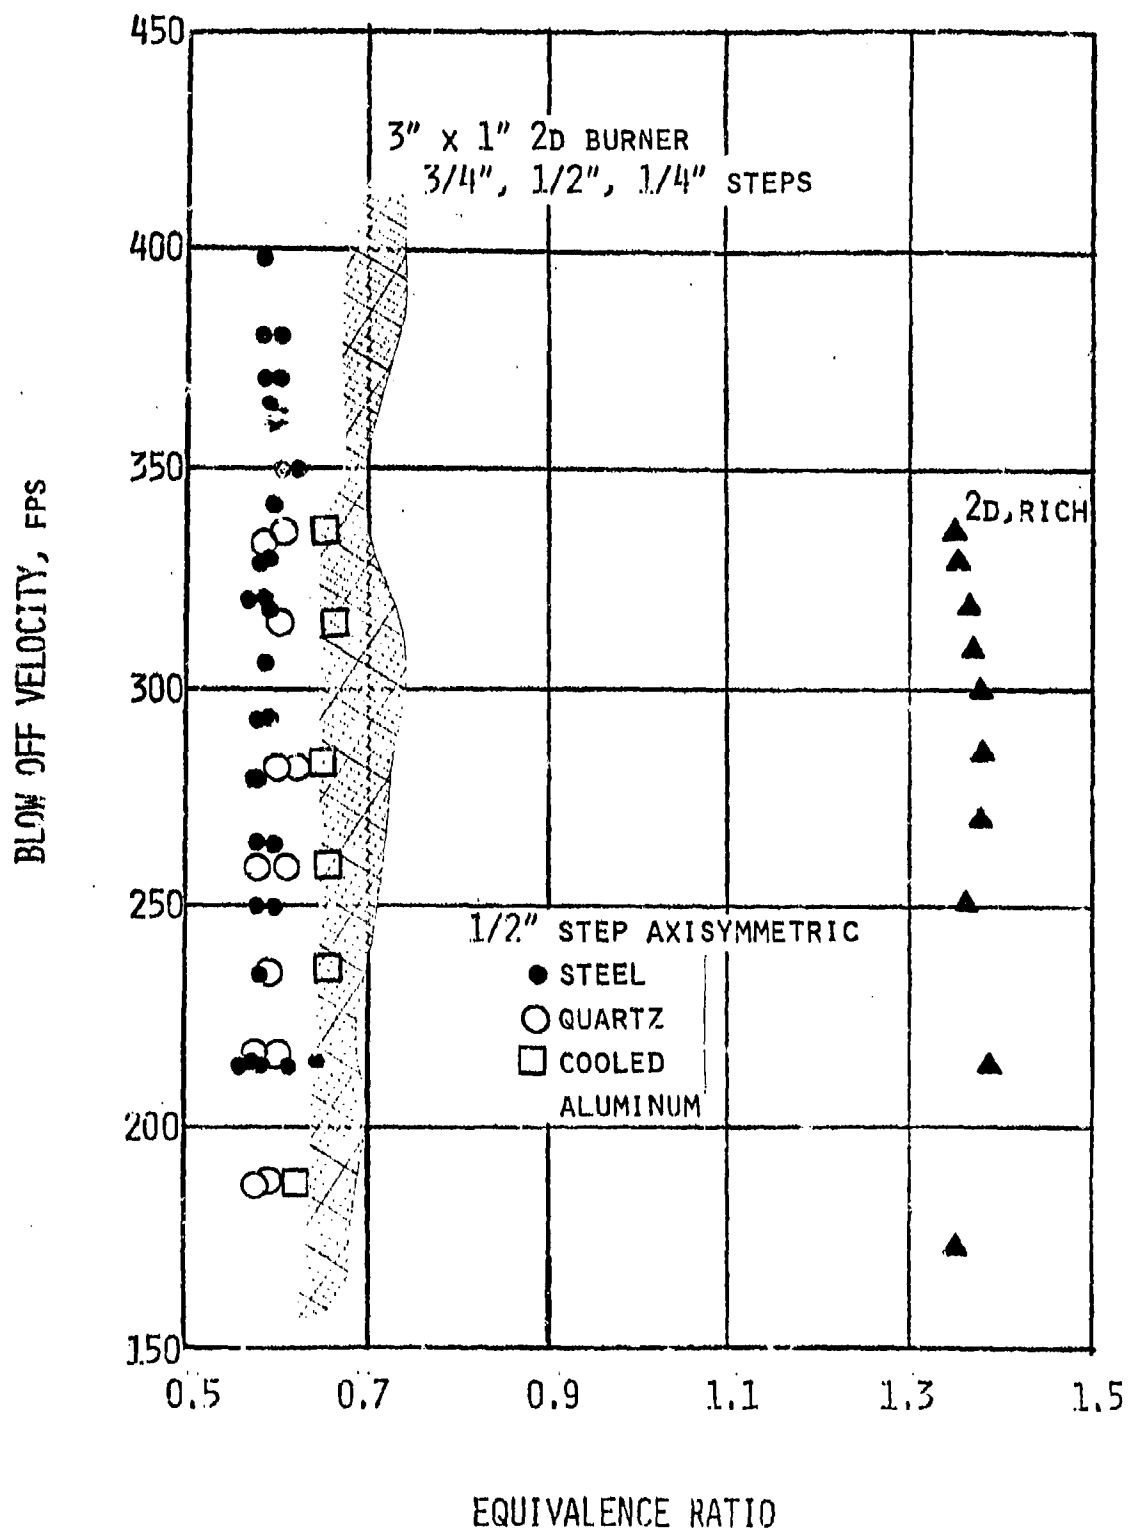 450
3" X 1" 2D BURNER
3/4", 1/2", 1/4" STEPS
400
350
2D, RICH
300
250
1/2" STEP AXISYMMETRIC
STEEL
QUARTZ
COOLED
ALUMINUM
200
150
0.5 0.7 0.9 1.1 1.3 1.5
EQUIVALENCE RATIO
BLOW OFF VELOCITY, FPS